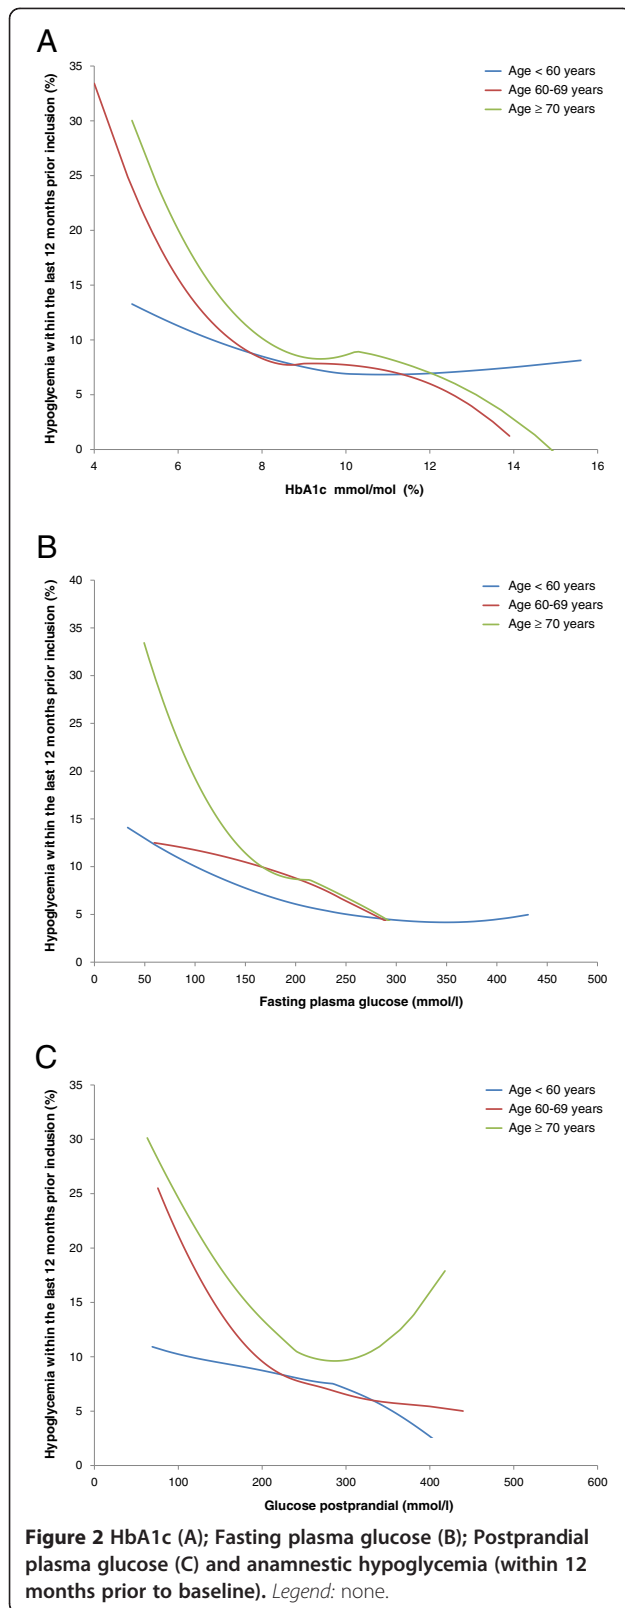 A
Hypoglycemia within the last 12 months prior inclusion (%)
35
30
25
20
15
10
5
0
4 6 8 10 12 14 16
HbA1c mmol/mol (%)
Age < 60 years
Age 60-69 years
Age ≥ 70 years
B
Hypoglycemia within the last 12 months prior inclusion (%)
40
35
30
25
20
15
10
5
0
0 50 100 150 200 250 300 350 400 450 500
Fasting plasma glucose (mmol/l)
Age < 60 years
Age 60-69 years
Age ≥ 70 years
C
Hypoglycemia within the last 12 months prior inclusion (%)
35
30
25
20
15
10
5
0
0 100 200 300 400 500 600
Glucose postprandial (mmol/l)
Age < 60 years
Age 60-69 years
Age ≥ 70 years
Figure 2 HbA1c (A); Fasting plasma glucose (B); Postprandial
plasma glucose (C) and anamnestic hypoglycemia (within 12
months prior to baseline). Legend: none.